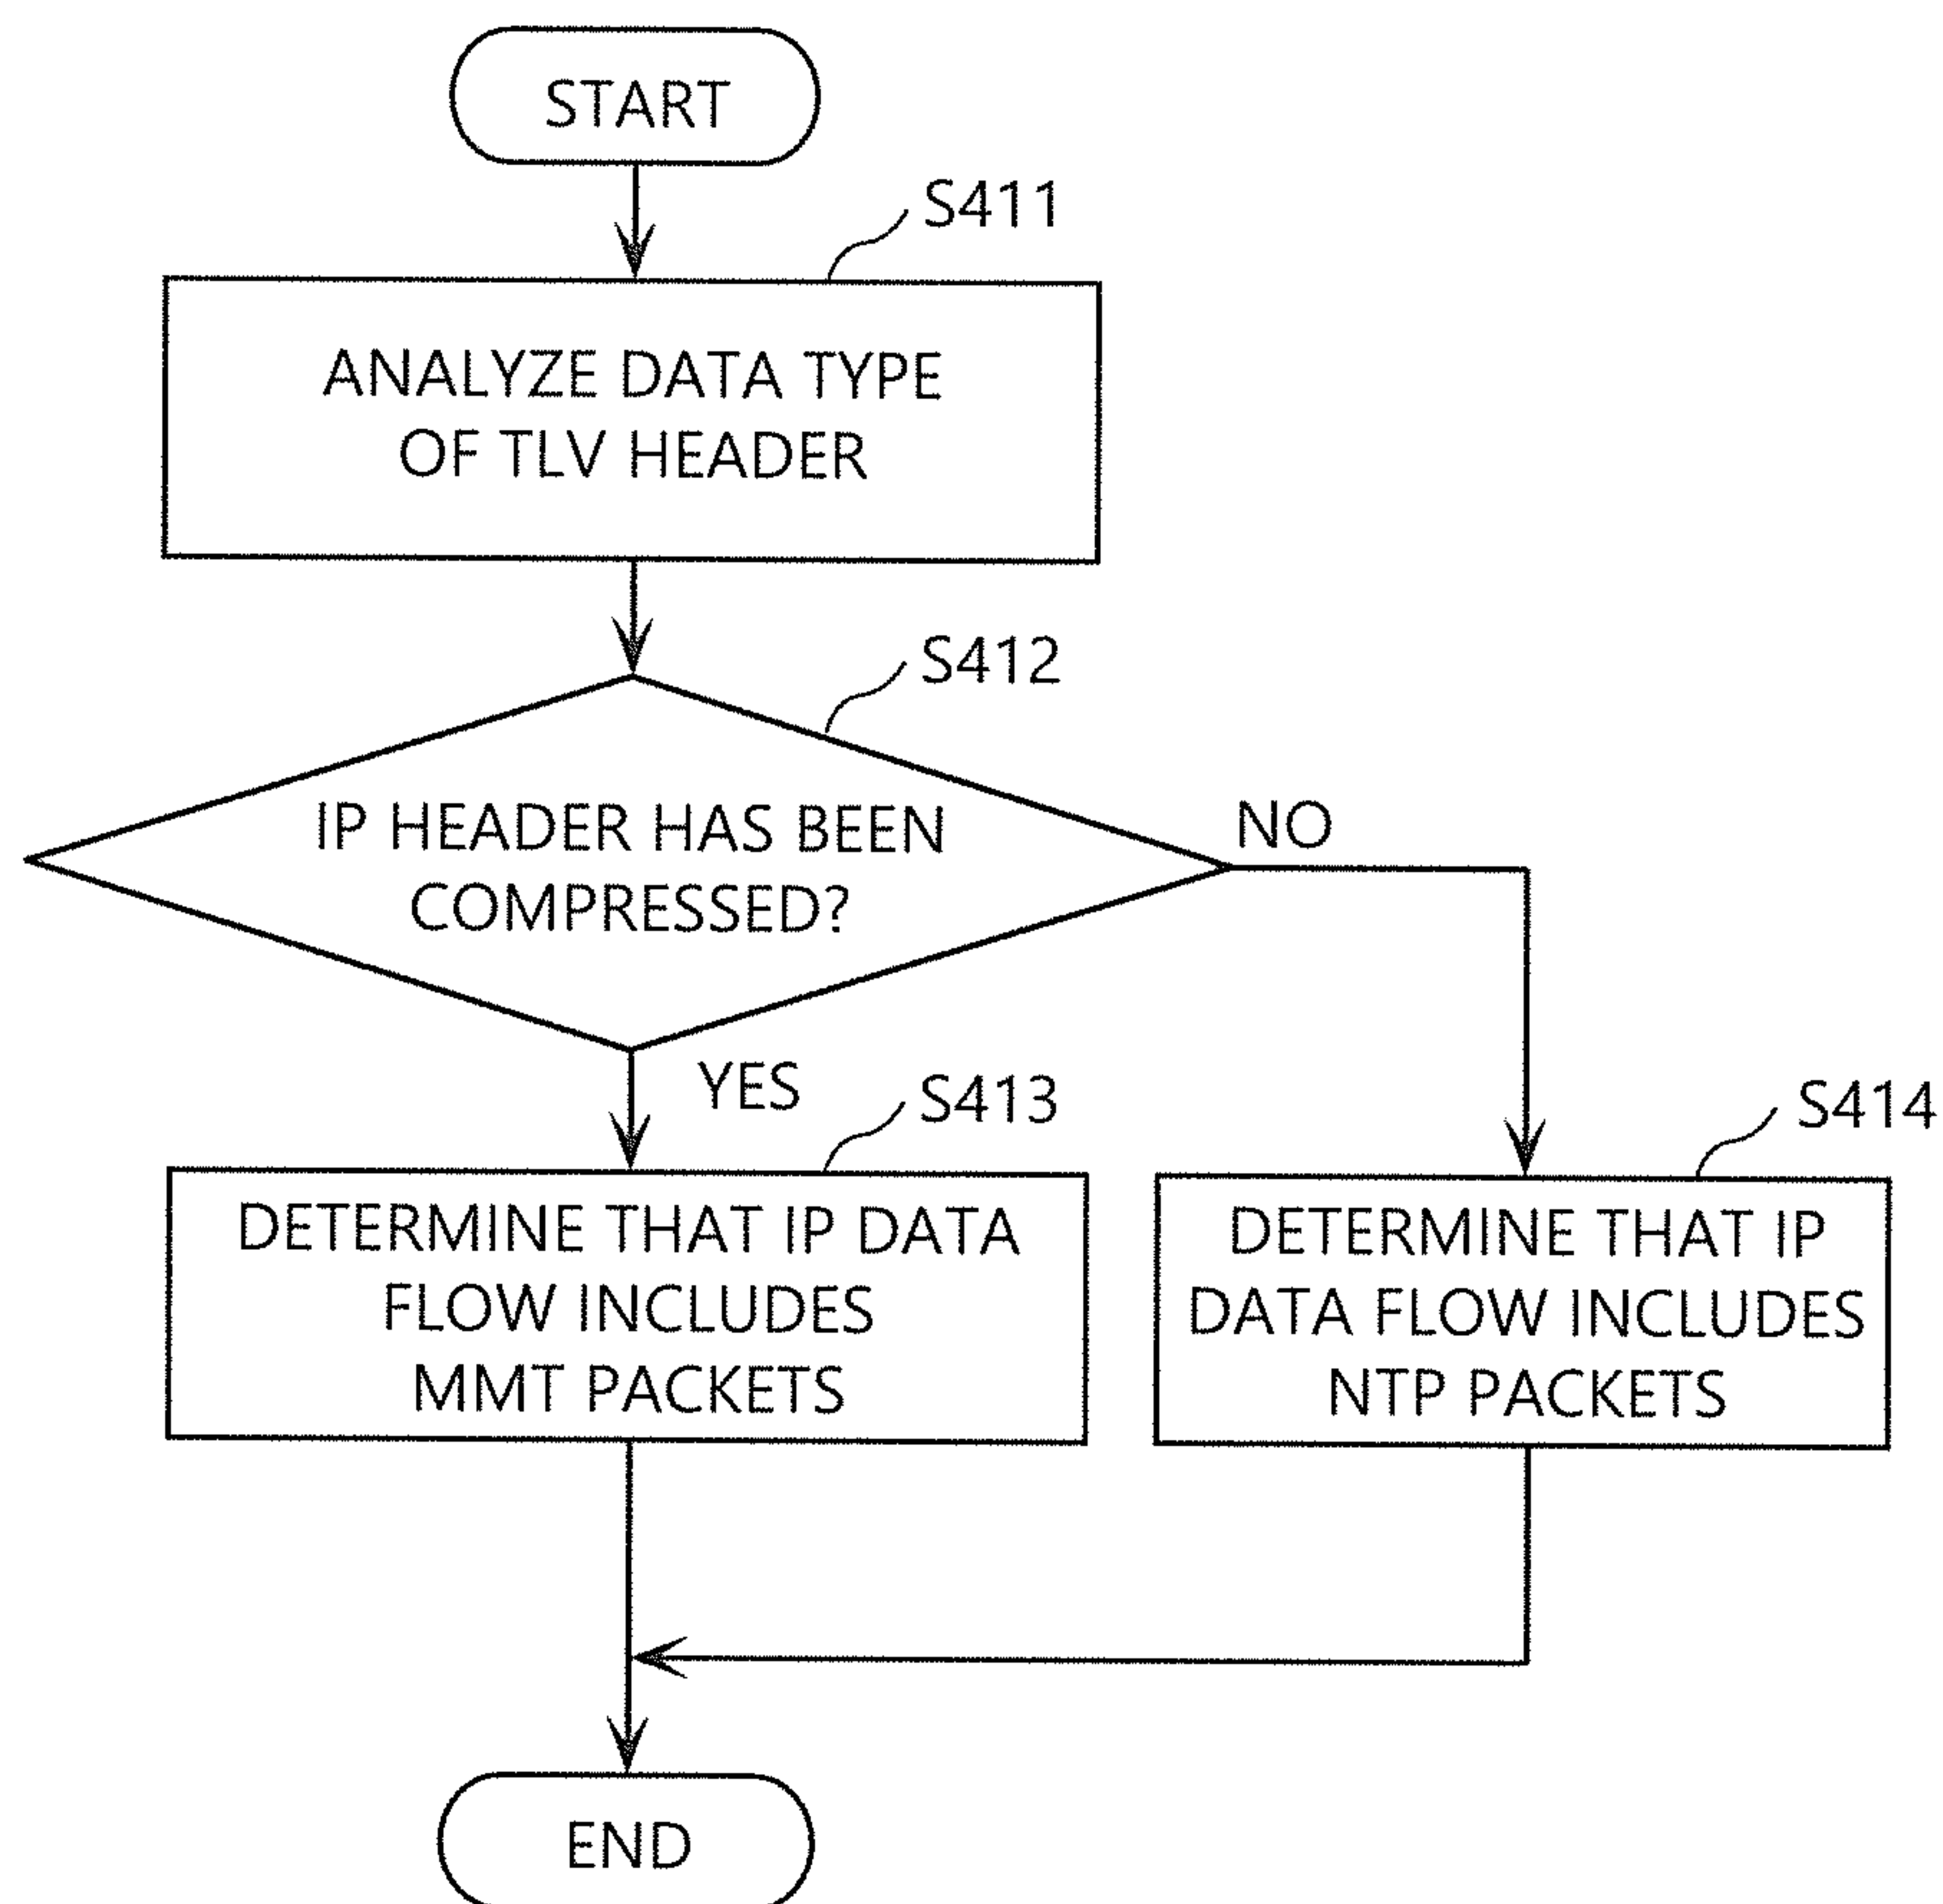 START
S411
ANALYZE DATA TYPE
OF TLV HEADER
S412
IP HEADER HAS BEEN
COMPRESSED?
NO
YES
S413
S414
DETERMINE THAT IP DATA
FLOW INCLUDES
MMT PACKETS
DETERMINE THAT IP
DATA FLOW INCLUDES
NTP PACKETS
END